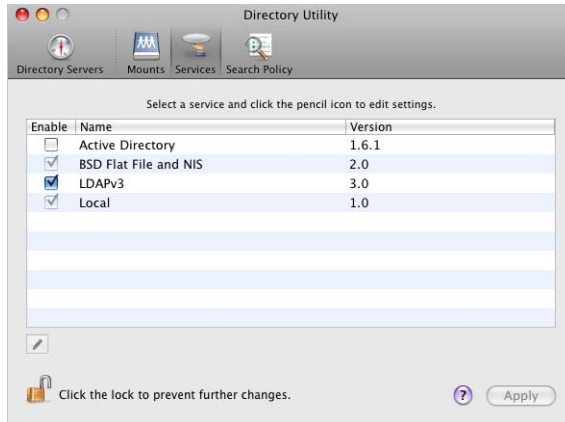 Directory Utility
Directory Servers Mounts Services Search Policy
Select a service and click the pencil icon to edit settings.
Enable Name Version
Active Directory 1.6.1
BSD Flat File and NIS 2.0
LDAPv3 3.0
Local 1.0
Click the lock to prevent further changes. ? Apply